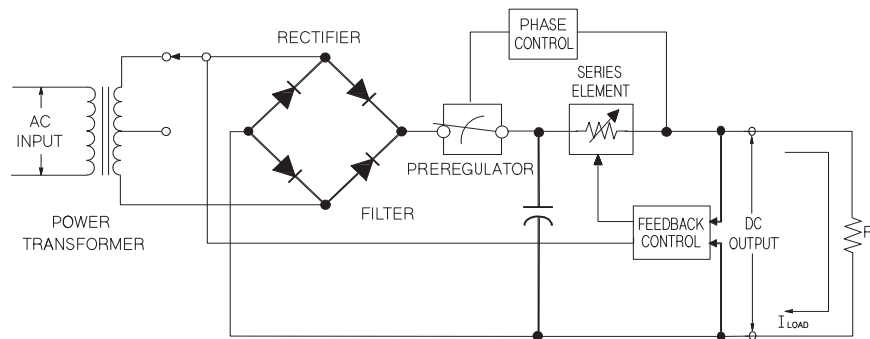 PHASE
CONTROL
RECTIFIER
SERIES
ELEMENT
AC
INPUT
PREREGULATOR
FILTER
POWER
TRANSFORMER
FEEDBACK
CONTROL
DC
OUTPUT
R
I LOAD